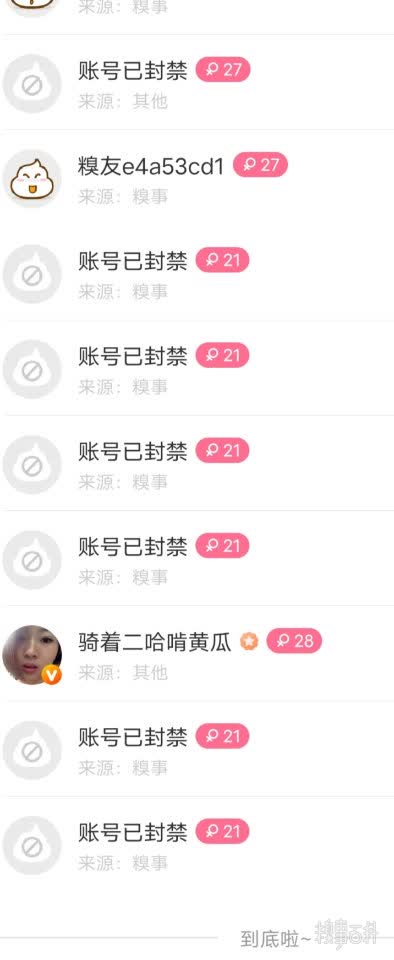 来源：糗事
账号已封禁 27
来源：其他
糗友e4a53cd1 27
来源：糗事
账号已封禁 21
来源：糗事
账号已封禁 21
来源：糗事
账号已封禁 21
来源：糗事
账号已封禁 21
来源：糗事
骑着二哈啃黄瓜 28
来源：其他
账号已封禁 21
来源：糗事
账号已封禁 21
来源：糗事
到底啦~
糗事百科